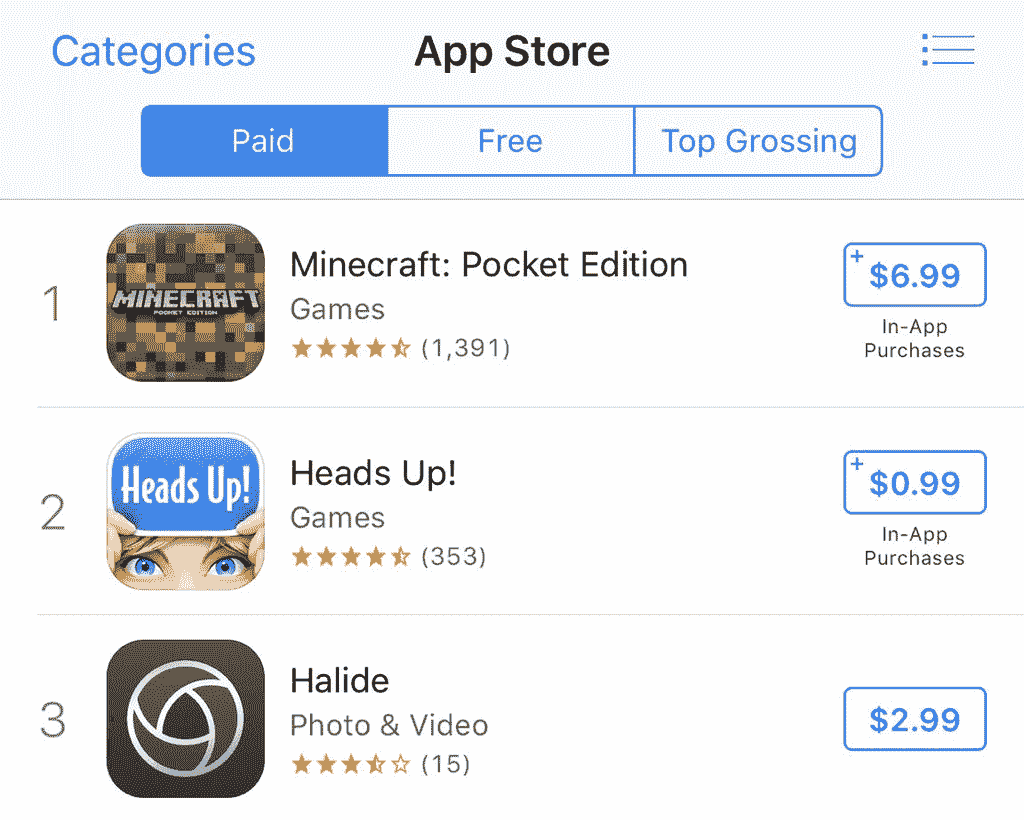 Categories App Store
Paid Free Top Grossing
1
MINECRAFT
POCKET EDITION
Minecraft: Pocket Edition
Games
(1,391)
+ $6.99
In-App
Purchases
2
Heads Up!
Heads Up!
Games
(353)
+ $0.99
In-App
Purchases
3
Halide
Photo & Video
(15)
$2.99